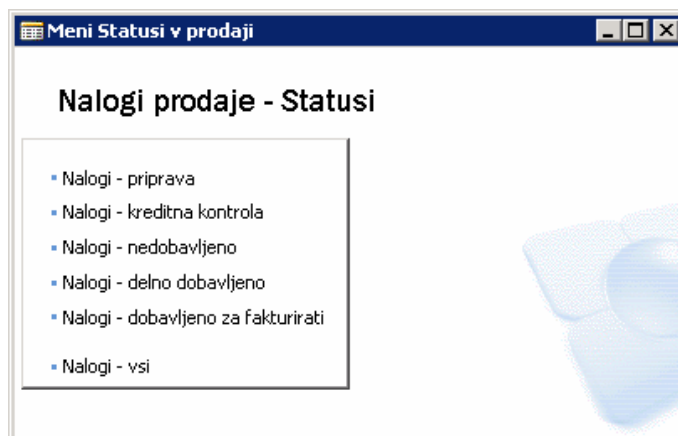 Meni Statusi v prodaji
Nalogi prodaje - Statusi
Nalogi - priprava
Nalogi - kreditna kontrola
Nalogi - nedobavljeno
Nalogi - delno dobavljeno
Nalogi - dobavljeno za fakturirati
Nalogi - vsi